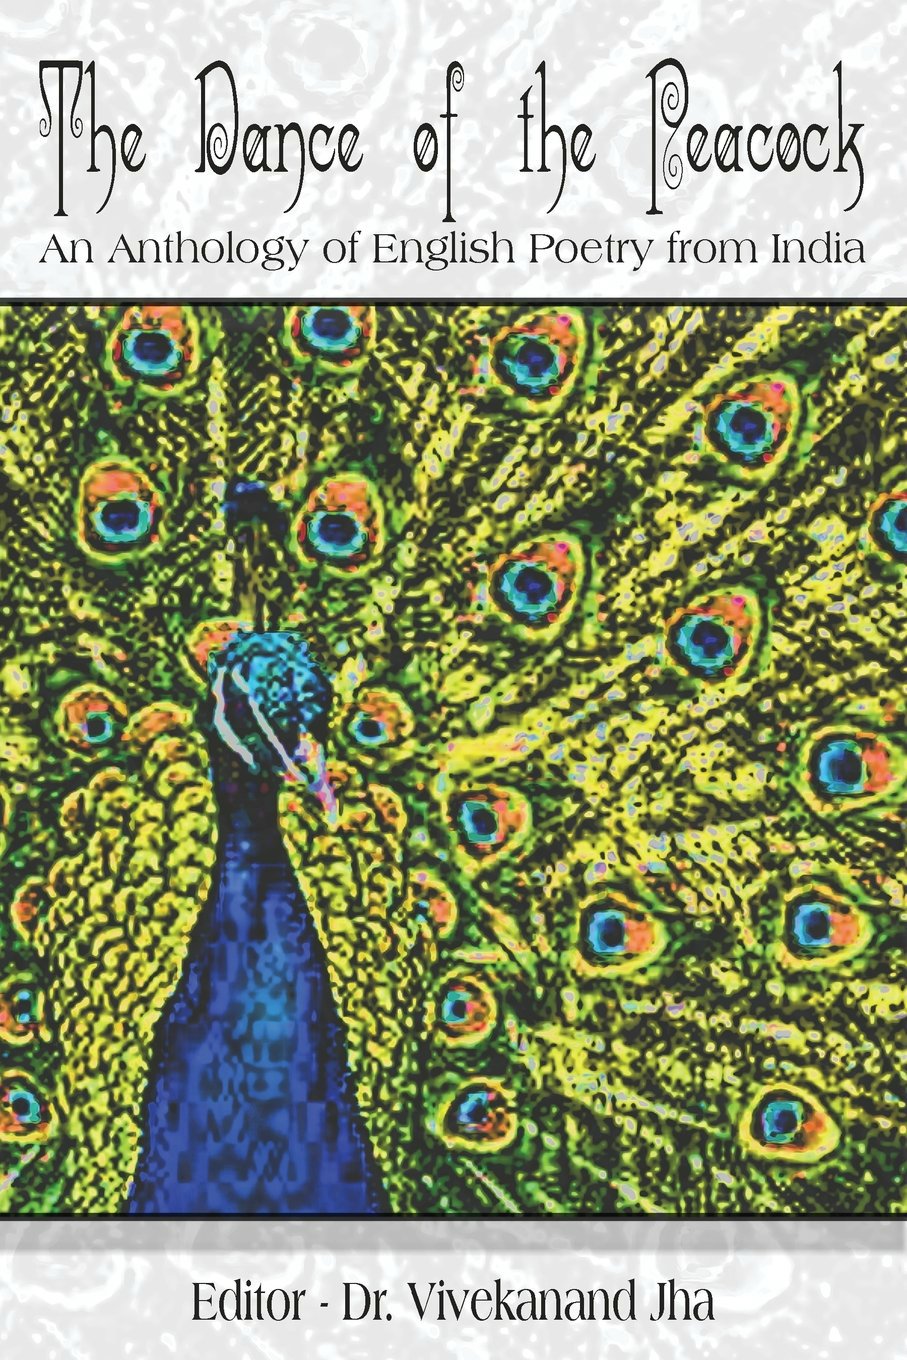 The Dance of the Peacock
An Anthology of English Poetry from India
Editor - Dr. Vivekanand Jha